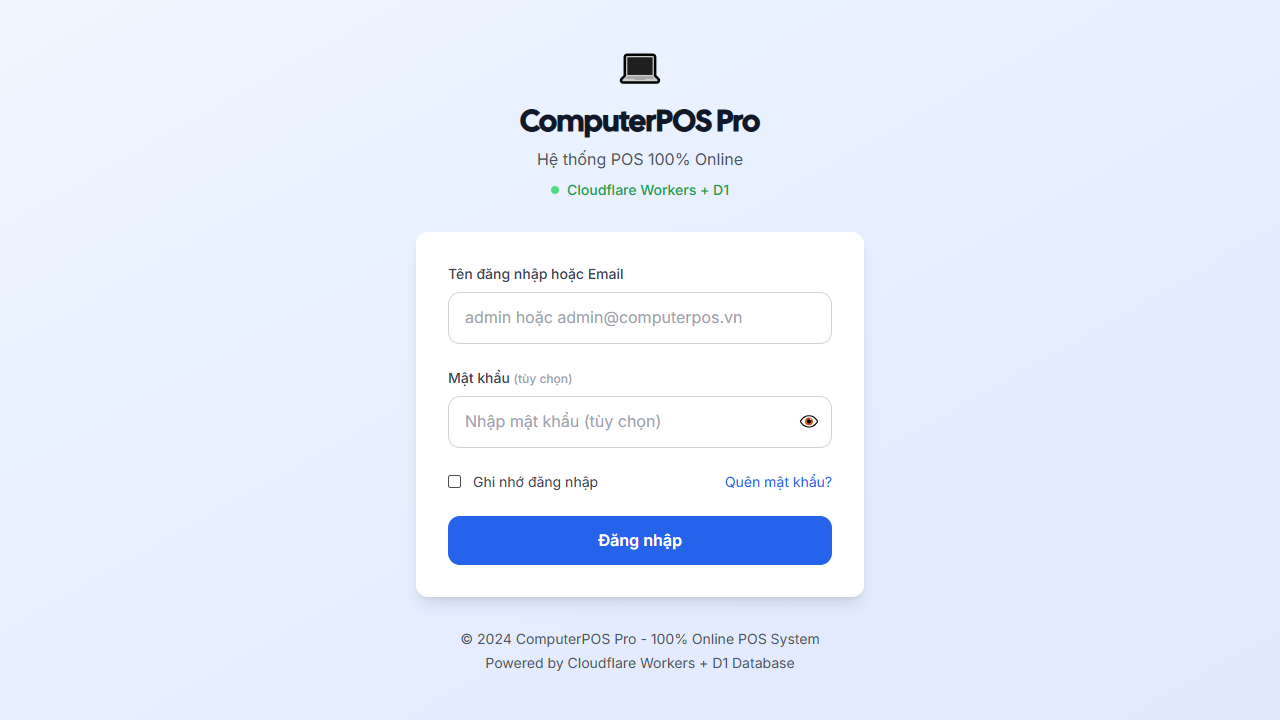 ComputerPOS Pro
Hệ thống POS 100% Online
Cloudflare Workers + D1
Tên đăng nhập hoặc Email
admin hoặc admin@computerpos.vn
Mật khẩu (tùy chọn)
Nhập mật khẩu (tùy chọn)
Ghi nhớ đăng nhập Quên mật khẩu?
Đăng nhập
© 2024 ComputerPOS Pro - 100% Online POS System
Powered by Cloudflare Workers + D1 Database